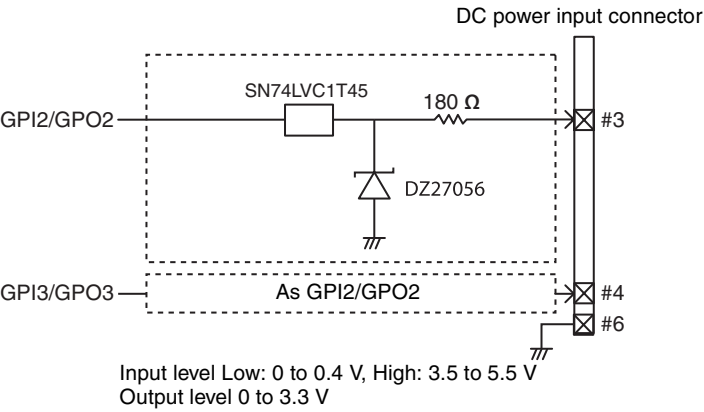 DC power input connector
SN74LVC1T45
180 Ω
GPI2/GPO2
#3
DZ27056
GPI3/GPO3
As GPI2/GPO2
#4
#6
Input level Low: 0 to 0.4 V, High: 3.5 to 5.5 V
Output level 0 to 3.3 V